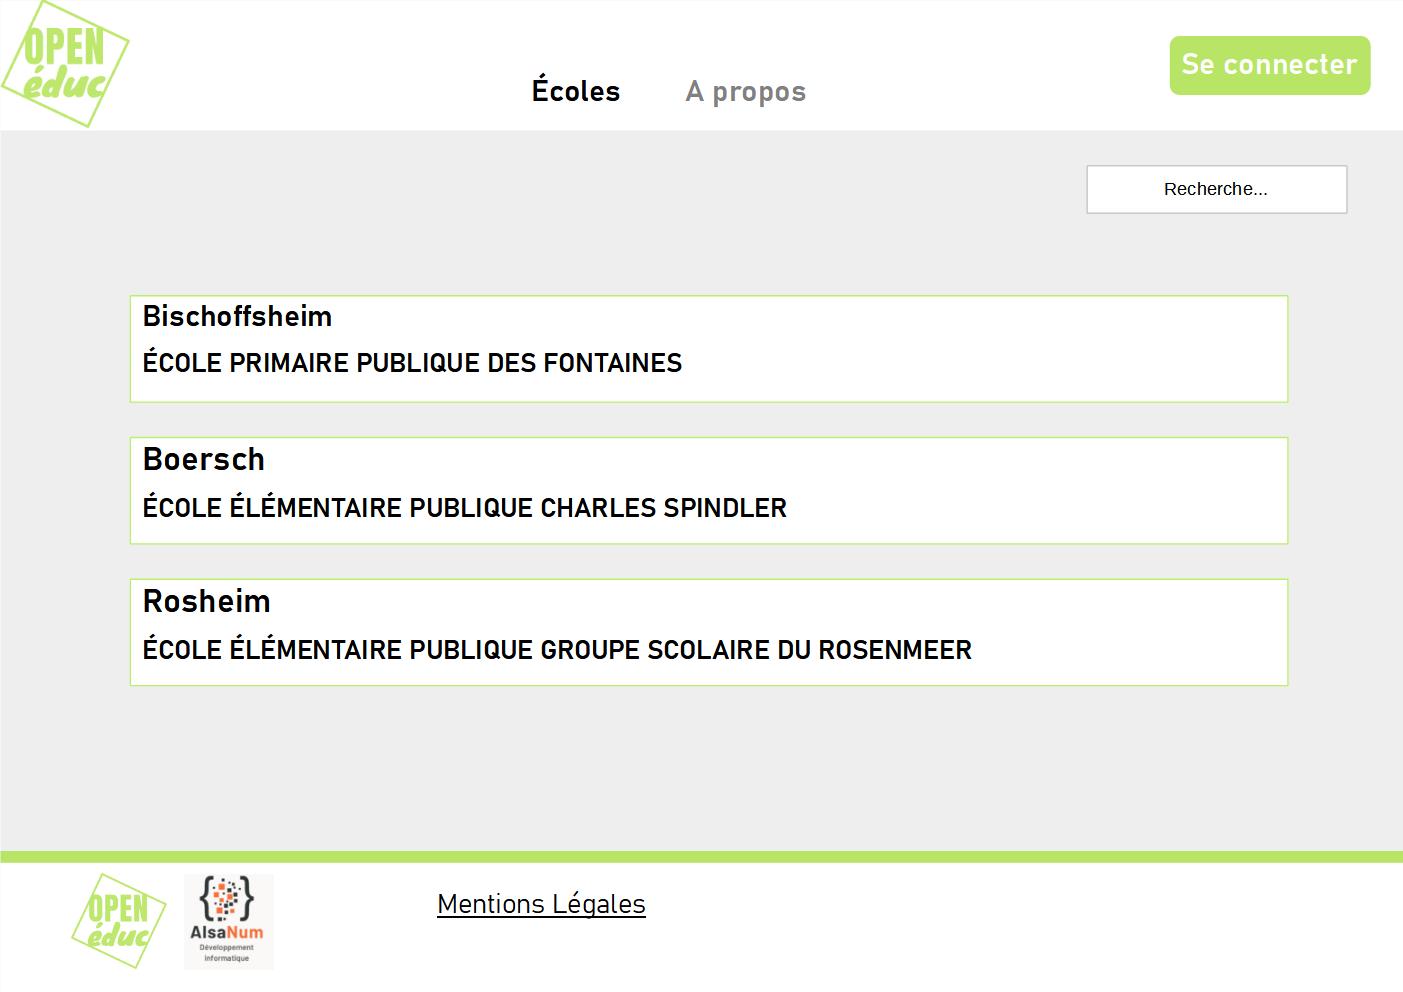 OPEN
éduc
Écoles
A propos
Se connecter
Recherche...
Bischoffsheim
ÉCOLE PRIMAIRE PUBLIQUE DES FONTAINES
Boersch
ÉCOLE ÉLÉMENTAIRE PUBLIQUE CHARLES SPINDLER
Rosheim
ÉCOLE ÉLÉMENTAIRE PUBLIQUE GROUPE SCOLAIRE DU ROSENMEER
OPEN
éduc
AlsaNum
Développement
informatique
Mentions Légales